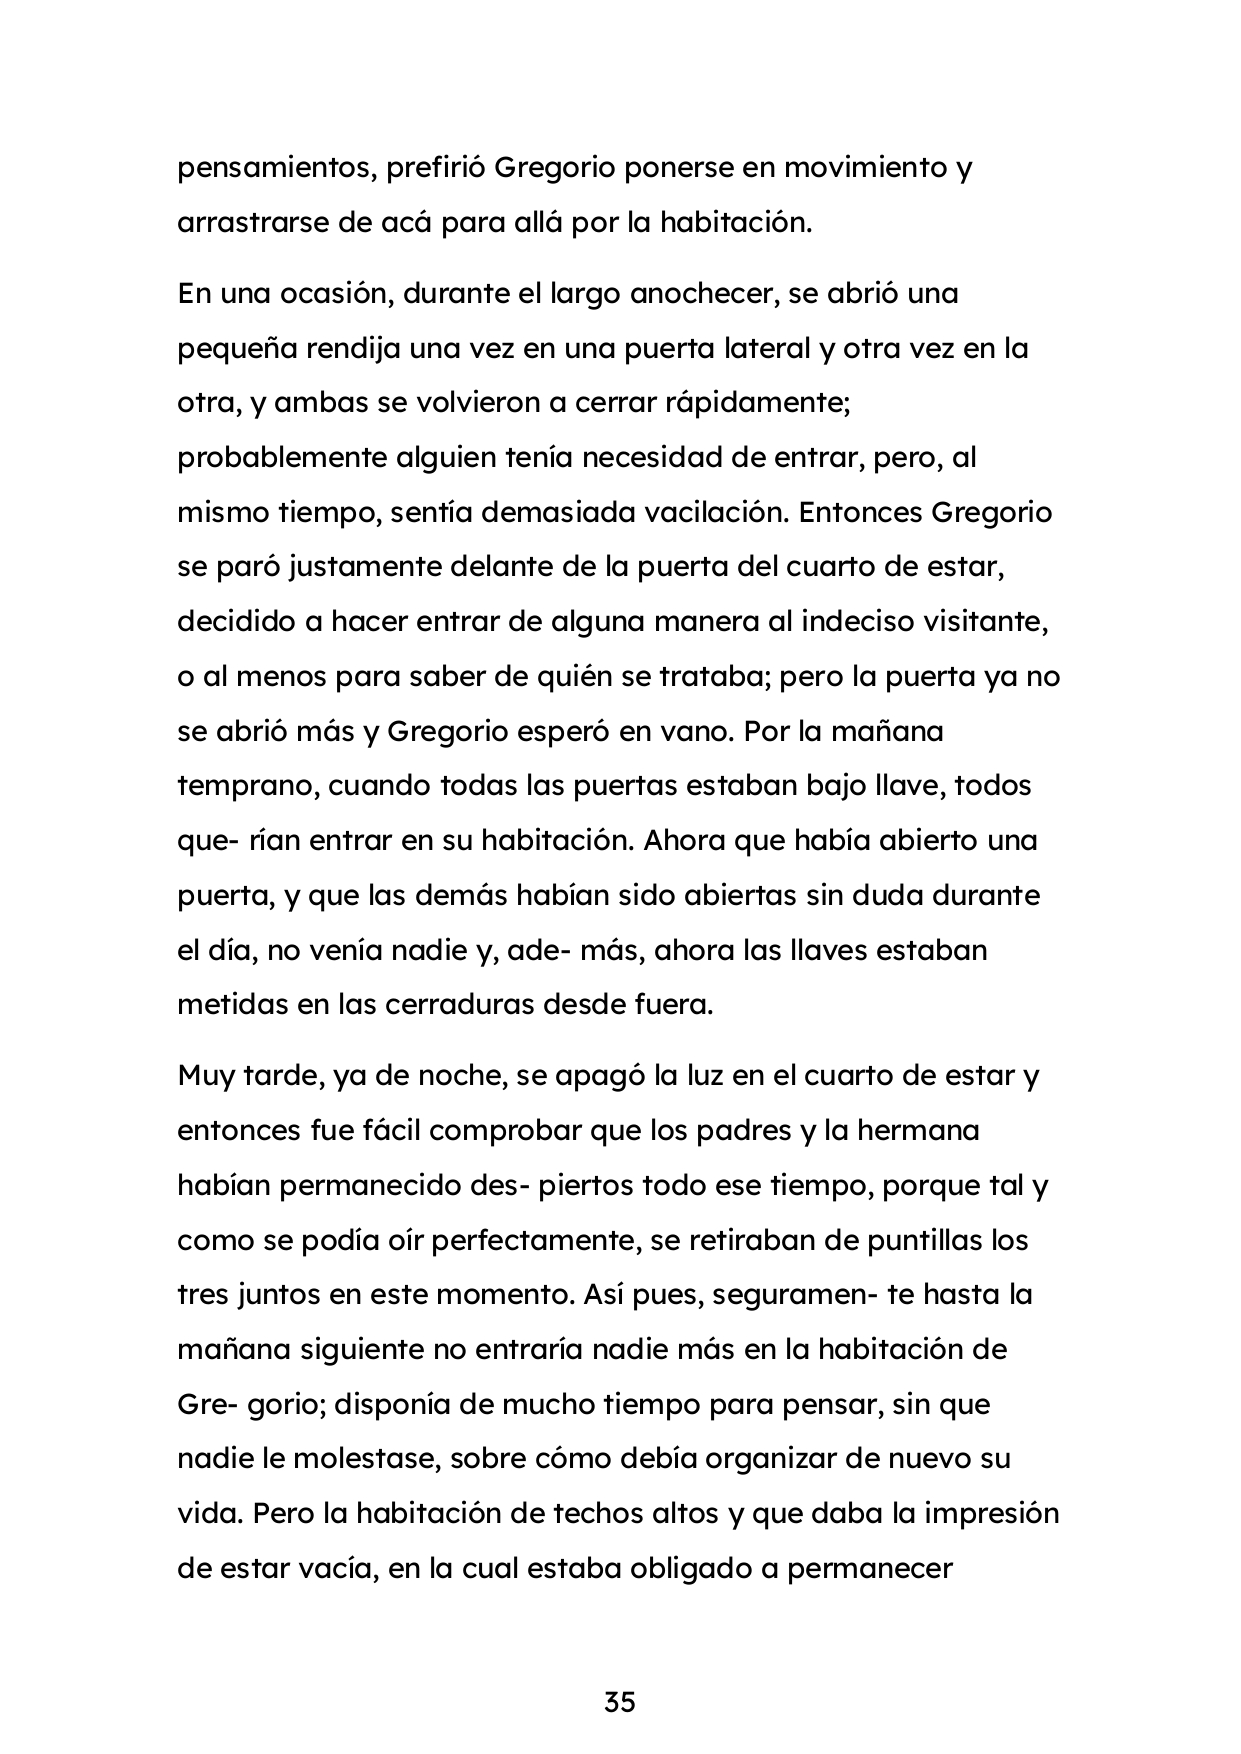 pensamientos, prefirió Gregorio ponerse en movimiento y
arrastrarse de acá para allá por la habitación.
En una ocasión, durante el largo anochecer, se abrió una
pequeña rendija una vez en una puerta lateral y otra vez en la
otra, y ambas se volvieron a cerrar rápidamente;
probablemente alguien tenía necesidad de entrar, pero, al
mismo tiempo, sentía demasiada vacilación. Entonces Gregorio
se paró justamente delante de la puerta del cuarto de estar,
decidido a hacer entrar de alguna manera al indeciso visitante,
o al menos para saber de quién se trataba; pero la puerta ya no
se abrió más y Gregorio esperó en vano. Por la mañana
temprano, cuando todas las puertas estaban bajo llave, todos
que- rían entrar en su habitación. Ahora que había abierto una
puerta, y que las demás habían sido abiertas sin duda durante
el día, no venía nadie y, ade- más, ahora las llaves estaban
metidas en las cerraduras desde fuera.
Muy tarde, ya de noche, se apagó la luz en el cuarto de estar y
entonces fue fácil comprobar que los padres y la hermana
habían permanecido des- piertos todo ese tiempo, porque tal y
como se podía oír perfectamente, se retiraban de puntillas los
tres juntos en este momento. Así pues, seguramen- te hasta la
mañana siguiente no entraría nadie más en la habitación de
Gre- gorio; disponía de mucho tiempo para pensar, sin que
nadie le molestase, sobre cómo debía organizar de nuevo su
vida. Pero la habitación de techos altos y que daba la impresión
de estar vacía, en la cual estaba obligado a permanecer
35